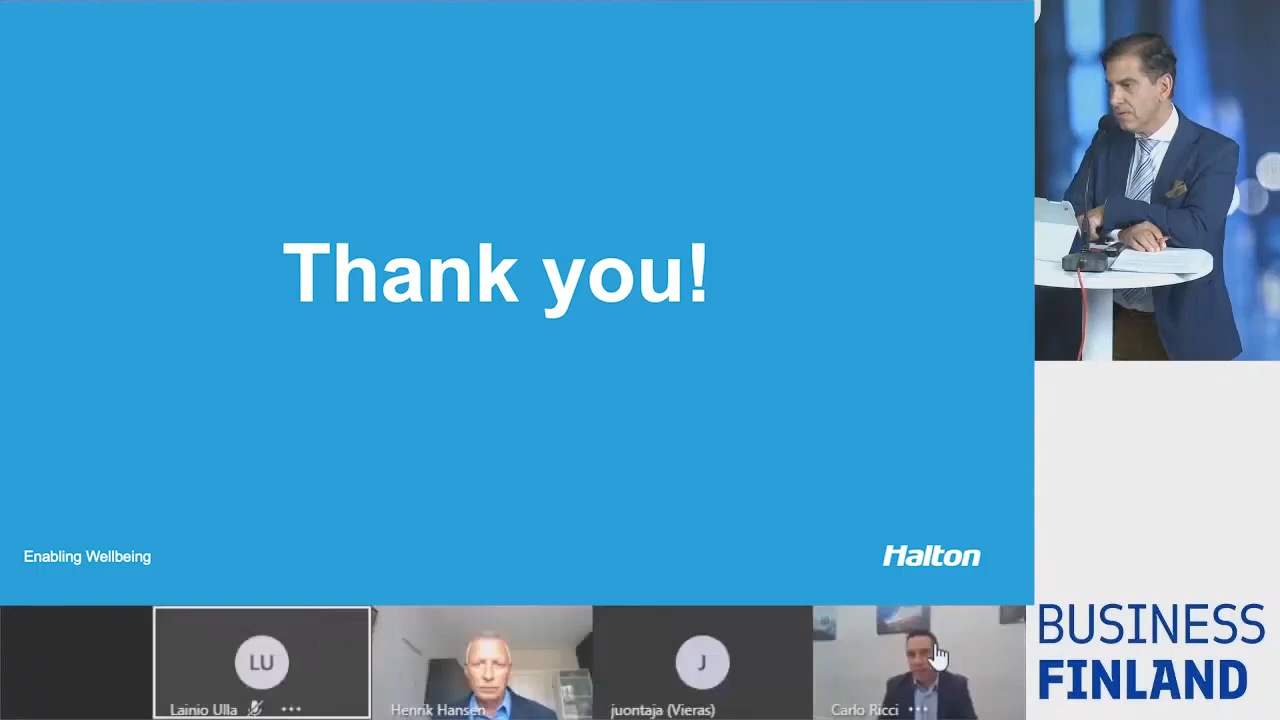 Thank you!
Enabling Wellbeing
Halton
LU
Lainio Ulla
Henrik Hansen
J
juontaja (Vieras)
Carlo Ricci
BUSINESS
FINLAND